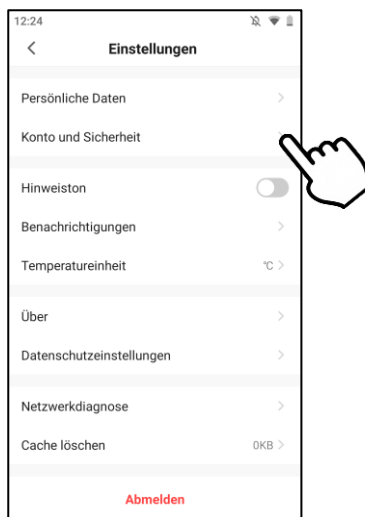 12:24
Einstellungen
Persönliche Daten
Konto und Sicherheit
Hinweiston
Benachrichtigungen
Temperatureinheit °C
Über
Datenschutzeinstellungen
Netzwerkdiagnose
Cache löschen 0KB
Abmelden